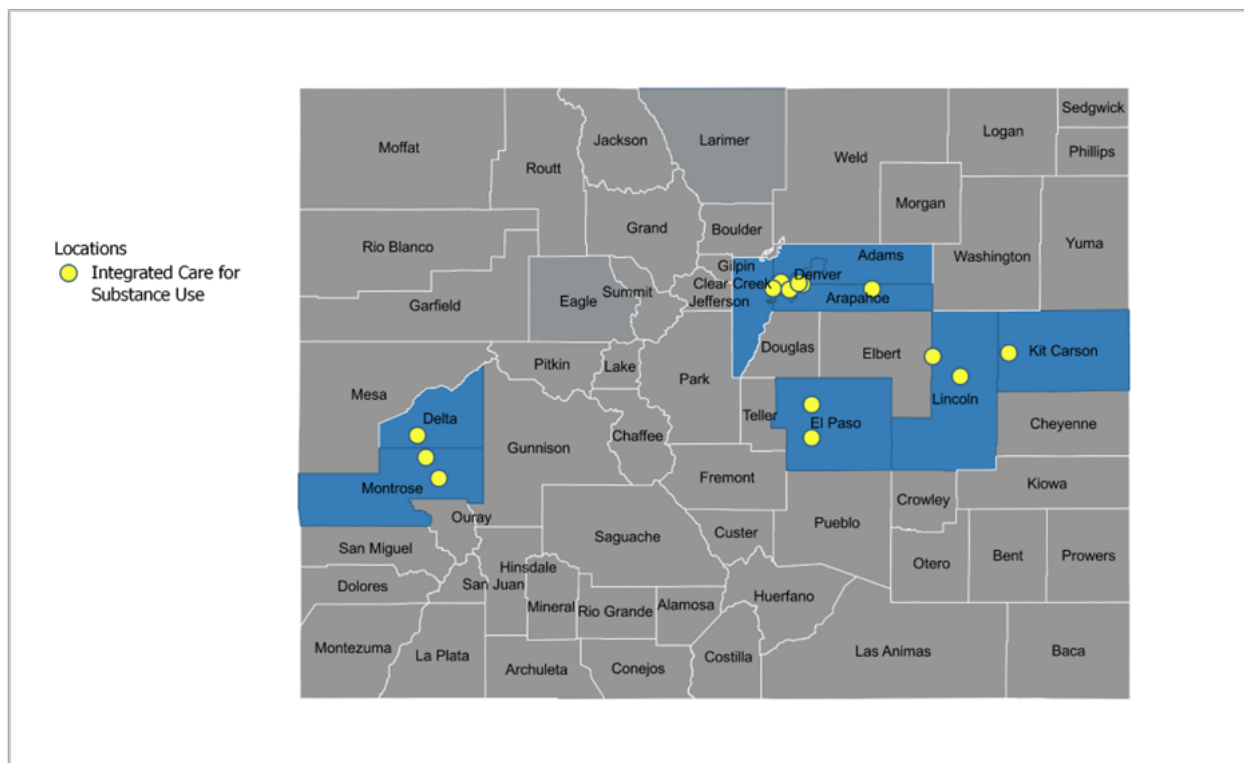 Locations
Integrated Care for
Substance Use
Sedgwick
Logan
Jackson
Larimer
Moffat
Weld
Phillips
Routt
Morgan
Grand
Boulder
Rio Blanco
Yuma
Adams
Washington
Gilpin
Denver
Clear Creek
Summit
Eagle
Jefferson
Arapahoe
Garfield
Douglas
Elbert
Kit Carson
Pitkin
Lake
Park
Mesa
Lincoln
Teller
Delta
El Paso
Cheyenne
Chaffee
Gunnison
Fremont
Kiowa
Montrose
Crowley
Ouray
Pueblo
Custer
Saguache
San Miguel
Bent
Prowers
Otero
Hinsdale
San Juan
Dolores
Huerfano
Mineral
Rio Grande
Alamosa
Montezuma
La Plata
Las Animas
Baca
Costilla
Archuleta
Conejos